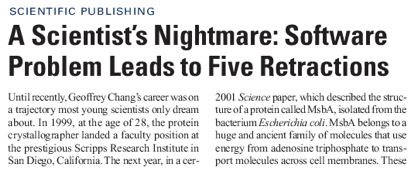 SCIENTIFIC PUBLISHING
A Scientist's Nightmare: Software
Problem Leads to Five Retractions
Until recently, Geoffrey Chang's career was on
a trajectory most young scientists only dream
about. In 1999, at the age of 28, the protein
crystallographer landed a faculty position at
the prestigious Scripps Research Institute in
San Diego, California. The next year, in a cer-
2001 Science paper, which described the struc-
ture of a protein called MsbA, isolated from the
bacterium Escherichia coli. MsbA belongs to a
huge and ancient family of molecules that use
energy from adenosine triphosphate to trans-
port molecules across cell membranes. These